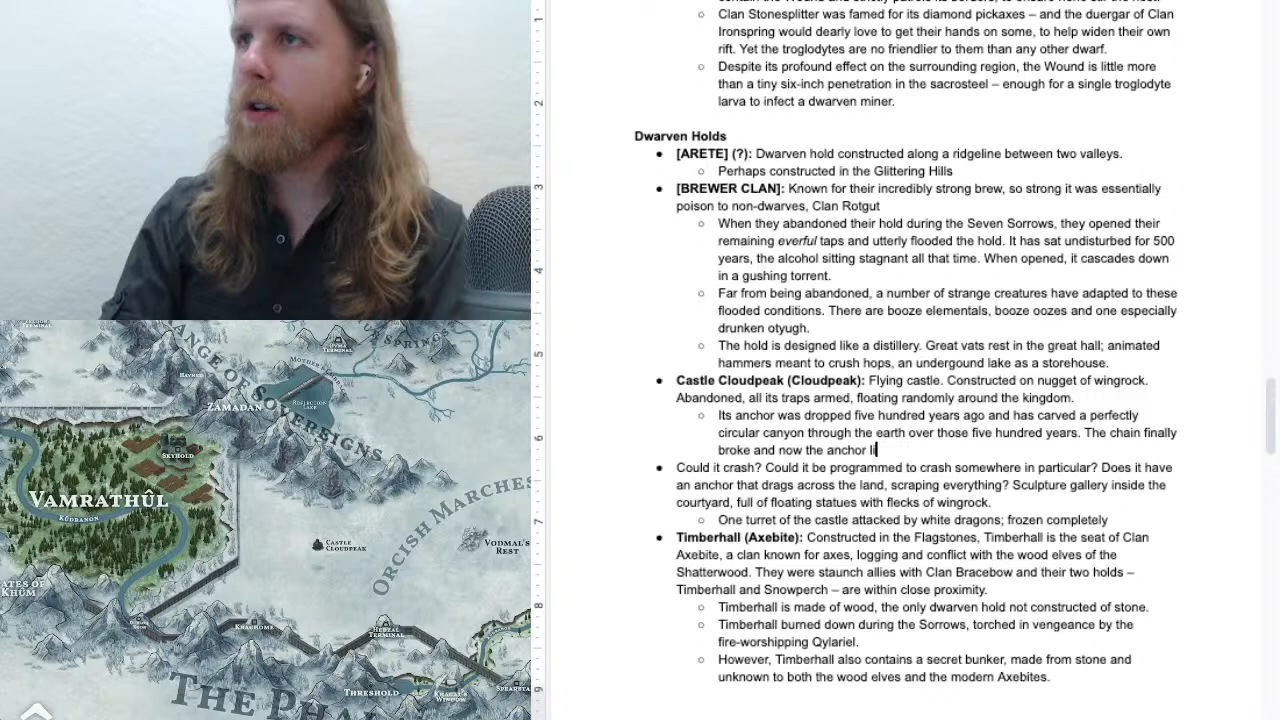 Clan Stonesplitter was famed for its diamond pickaxes – and the duergar of Clan
Ironspring would dearly love to get their hands on some, to help widen their own
rift. Yet the troglodytes are no friendlier to them than any other dwarf.
Despite its profound effect on the surrounding region, the Wound is little more
than a tiny six-inch penetration in the sacrosteel – enough for a single troglodyte
larva to infect a dwarven miner.
Dwarven Holds
[ARETE] (?): Dwarven hold constructed along a ridgeline between two valleys.
Perhaps constructed in the Glittering Hills
[BREWER CLAN]: Known for their incredibly strong brew, so strong it was essentially
poison to non-dwarves, Clan Rotgut
When they abandoned their hold during the Seven Sorrows, they opened their
remaining everful taps and utterly flooded the hold. It has sat undisturbed for 500
years, the alcohol sitting stagnant all that time. When opened, it cascades down
in a gushing torrent.
Far from being abandoned, a number of strange creatures have adapted to these
flooded conditions. There are booze elementals, booze oozes and one especially
drunken otyugh.
The hold is designed like a distillery. Great vats rest in the great hall; animated
hammers meant to crush hops, an undergound lake as a storehouse.
Castle Cloudpeak (Cloudpeak): Flying castle. Constructed on nugget of wingrock.
Abandoned, all its traps armed, floating randomly around the kingdom.
Its anchor was dropped five hundred years ago and has carved a perfectly
circular canyon through the earth over those five hundred years. The chain finally
broke and now the anchor li
Could it crash? Could it be programmed to crash somewhere in particular? Does it have
an anchor that drags across the land, scraping everything? Sculpture gallery inside the
courtyard, full of floating statues with flecks of wingrock.
One turret of the castle attacked by white dragons; frozen completely
Timberhall (Axebite): Constructed in the Flagstones, Timberhall is the seat of Clan
Axebite, a clan known for axes, logging and conflict with the wood elves of the
Shatterwood. They were staunch allies with Clan Bracebow and their two holds –
Timberhall and Snowperch – are within close proximity.
Timberhall is made of wood, the only dwarven hold not constructed of stone.
Timberhall burned down during the Sorrows, torched in vengeance by the
fire-worshipping Qylariel.
However, Timberhall also contains a secret bunker, made from stone and
unknown to both the wood elves and the modern Axebites.
1
2
3
4
5
6
7
8
9
TERMINAL
TERMINAL
SPRING
ZAMADAN
REFLECTION
LAKE
OF SOVEREIGNS
SKYHOLD
VAMRATHÛL
KÛDRANON
CASTLE
CLOUDPEAK
ORCISH MARCHES
VODMAL'S
REST
ATES OF
KHÛM
TERMINAL
THRESHOLD
WINDOW
THE PHA